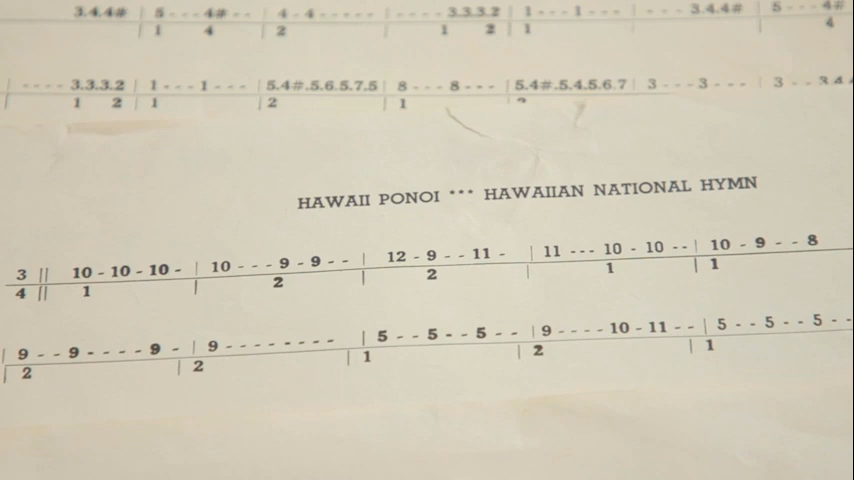 3.4.4# | 5 - - - 4# - - | 4 - 4 - - - - - | - - - - 3.3.3.2 | 1 - - - 1 - - - - | - - - 3.4.4# | 5 - - - 4#
1 4 | 2 1 2 | 1 4
| - - - - 3.3.3.2 | 1 - - - 1 - - - | 5.4#.5.6.5.7.5 | 8 - - - 8 - - - | 5.4#.5.4.5.6.7 | 3 - - - 3 - - - | 3 - - 3.4
1 2 | 1 | 2 | 1 |
HAWAII PONOI *** HAWAIIAN NATIONAL HYMN
3 || 10 - 10 - 10 - | 10 - - - 9 - 9 - - | 12 - 9 - - 11 - | 11 --- 10 - 10 -- | 10 - 9 - - 8
4 || 1 | 2 | 2 | 1 | 1
| 9 - - 9 - - - - 9 - | 9 - - - - - - - - | 5 - - 5 - - 5 - - | 9 - - - - 10 - 11 - - | 5 - - 5 - - 5 - -
| 2 | 2 | 1 | 2 | 1